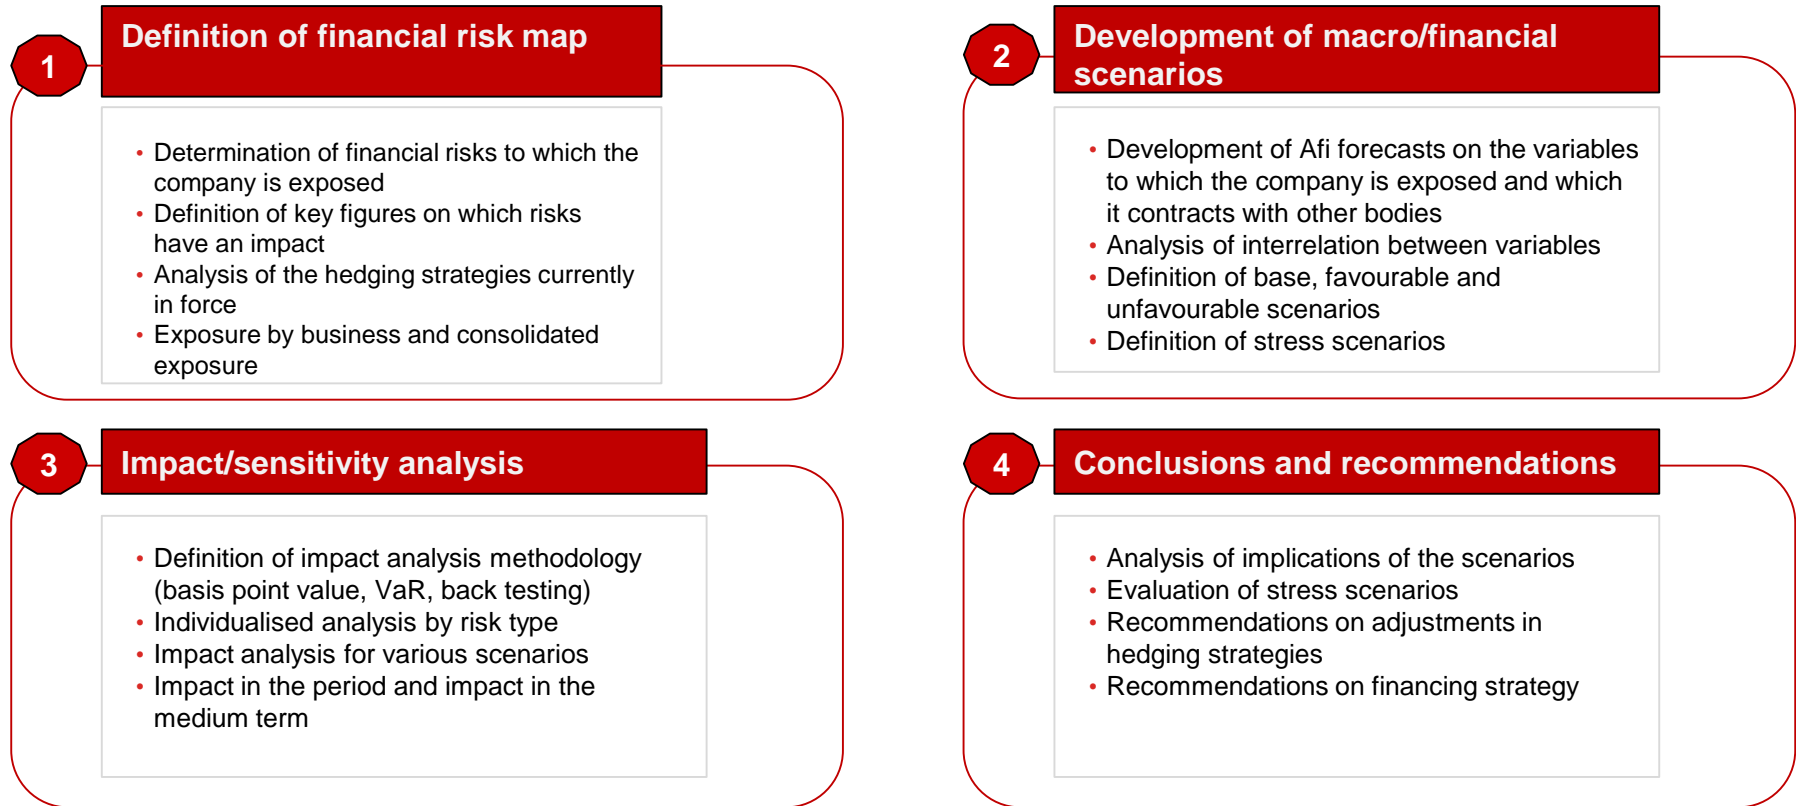 1
Definition of financial risk map
• Determination of financial risks to which the
company is exposed
• Definition of key figures on which risks
have an impact
• Analysis of the hedging strategies currently
in force
• Exposure by business and consolidated
exposure
2
Development of macro/financial
scenarios
• Development of Afi forecasts on the variables
to which the company is exposed and which
it contracts with other bodies
• Analysis of interrelation between variables
• Definition of base, favourable and
unfavourable scenarios
• Definition of stress scenarios
3
Impact/sensitivity analysis
• Definition of impact analysis methodology
(basis point value, VaR, back testing)
• Individualised analysis by risk type
• Impact analysis for various scenarios
• Impact in the period and impact in the
medium term
4
Conclusions and recommendations
• Analysis of implications of the scenarios
• Evaluation of stress scenarios
• Recommendations on adjustments in
hedging strategies
• Recommendations on financing strategy